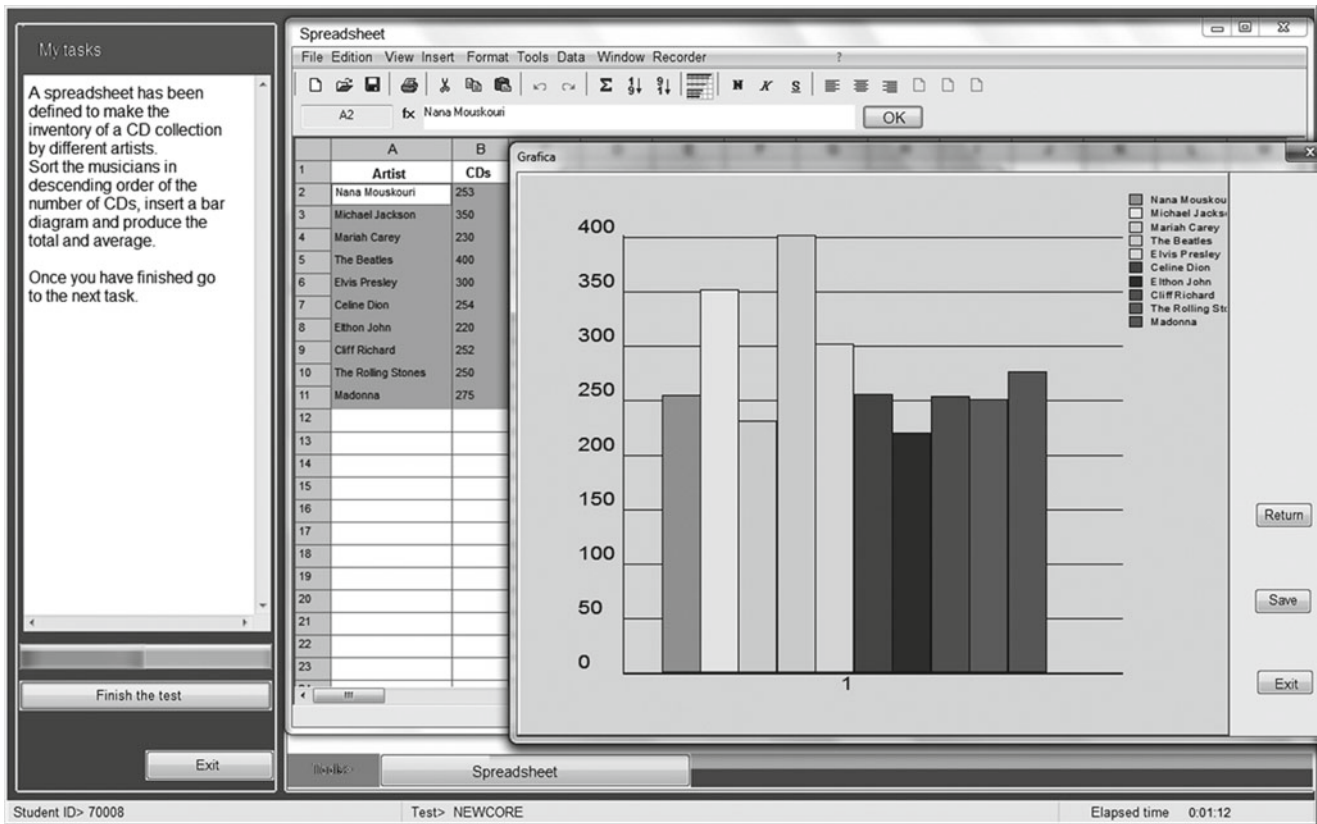 My tasks
A spreadsheet has been
defined to make the
inventory of a CD collection
by different artists.
Sort the musicians in
descending order of the
number of CDs, insert a bar
diagram and produce the
total and average.
Once you have finished go
to the next task.
Finish the test
Exit
Spreadsheet
File Edition View Insert Format Tools Data Window Recorder ?
N K S
A2 fx Nana Mouskouri OK
A B
1 Artist CDs
2 Nana Mouskouri 253
3 Michael Jackson 350
4 Mariah Carey 230
5 The Beatles 400
6 Elvis Presley 300
7 Celine Dion 254
8 Elthon John 220
9 Cliff Richard 252
10 The Rolling Stones 250
11 Madonna 275
12
13
14
15
16
17
18
19
20
21
22
23
Grafica
400
350
300
250
200
150
100
50
0
1
Nana Mouskou
Michael Jacks
Mariah Carey
The Beatles
Elvis Presley
Celine Dion
Elthon John
Cliff Richard
The Rolling St
Madonna
Return
Save
Exit
Spreadsheet
Student ID> 70008 Test> NEWCORE Elapsed time 0:01:12